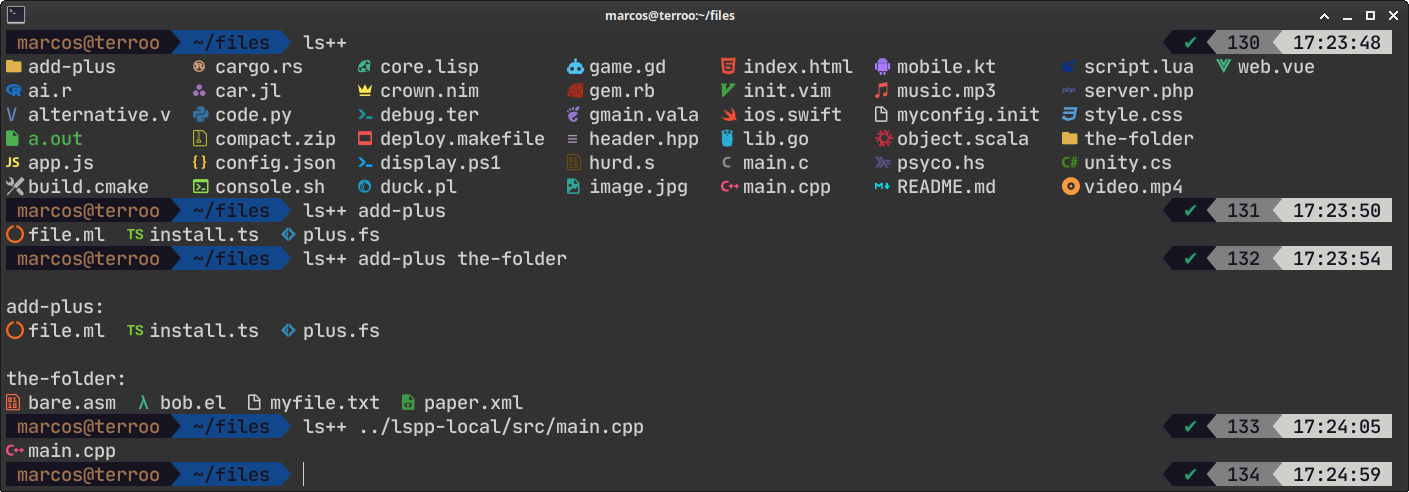 marcos@terroo:~/files
marcos@terroo ~/files ls++ ✔ 130 17:23:48
add-plus cargo.rs core.lisp game.gd index.html mobile.kt script.lua web.vue
ai.r car.jl crown.nim gem.rb init.vim music.mp3 php server.php
V alternative.v code.py debug.ter gmain.vala ios.swift myconfig.init style.css
a.out compact.zip deploy.makefile header.hpp lib.go object.scala the-folder
JS app.js {} config.json display.ps1 hurd.s C main.c psyco.hs C# unity.cs
build.cmake console.sh duck.pl image.jpg C++ main.cpp M↓ README.md video.mp4
marcos@terroo ~/files ls++ add-plus ✔ 131 17:23:50
file.ml TS install.ts plus.fs
marcos@terroo ~/files ls++ add-plus the-folder ✔ 132 17:23:54
add-plus:
file.ml TS install.ts plus.fs
the-folder:
bare.asm λ bob.el myfile.txt paper.xml
marcos@terroo ~/files ls++ ../lspp-local/src/main.cpp ✔ 133 17:24:05
C++ main.cpp
marcos@terroo ~/files ✔ 134 17:24:59